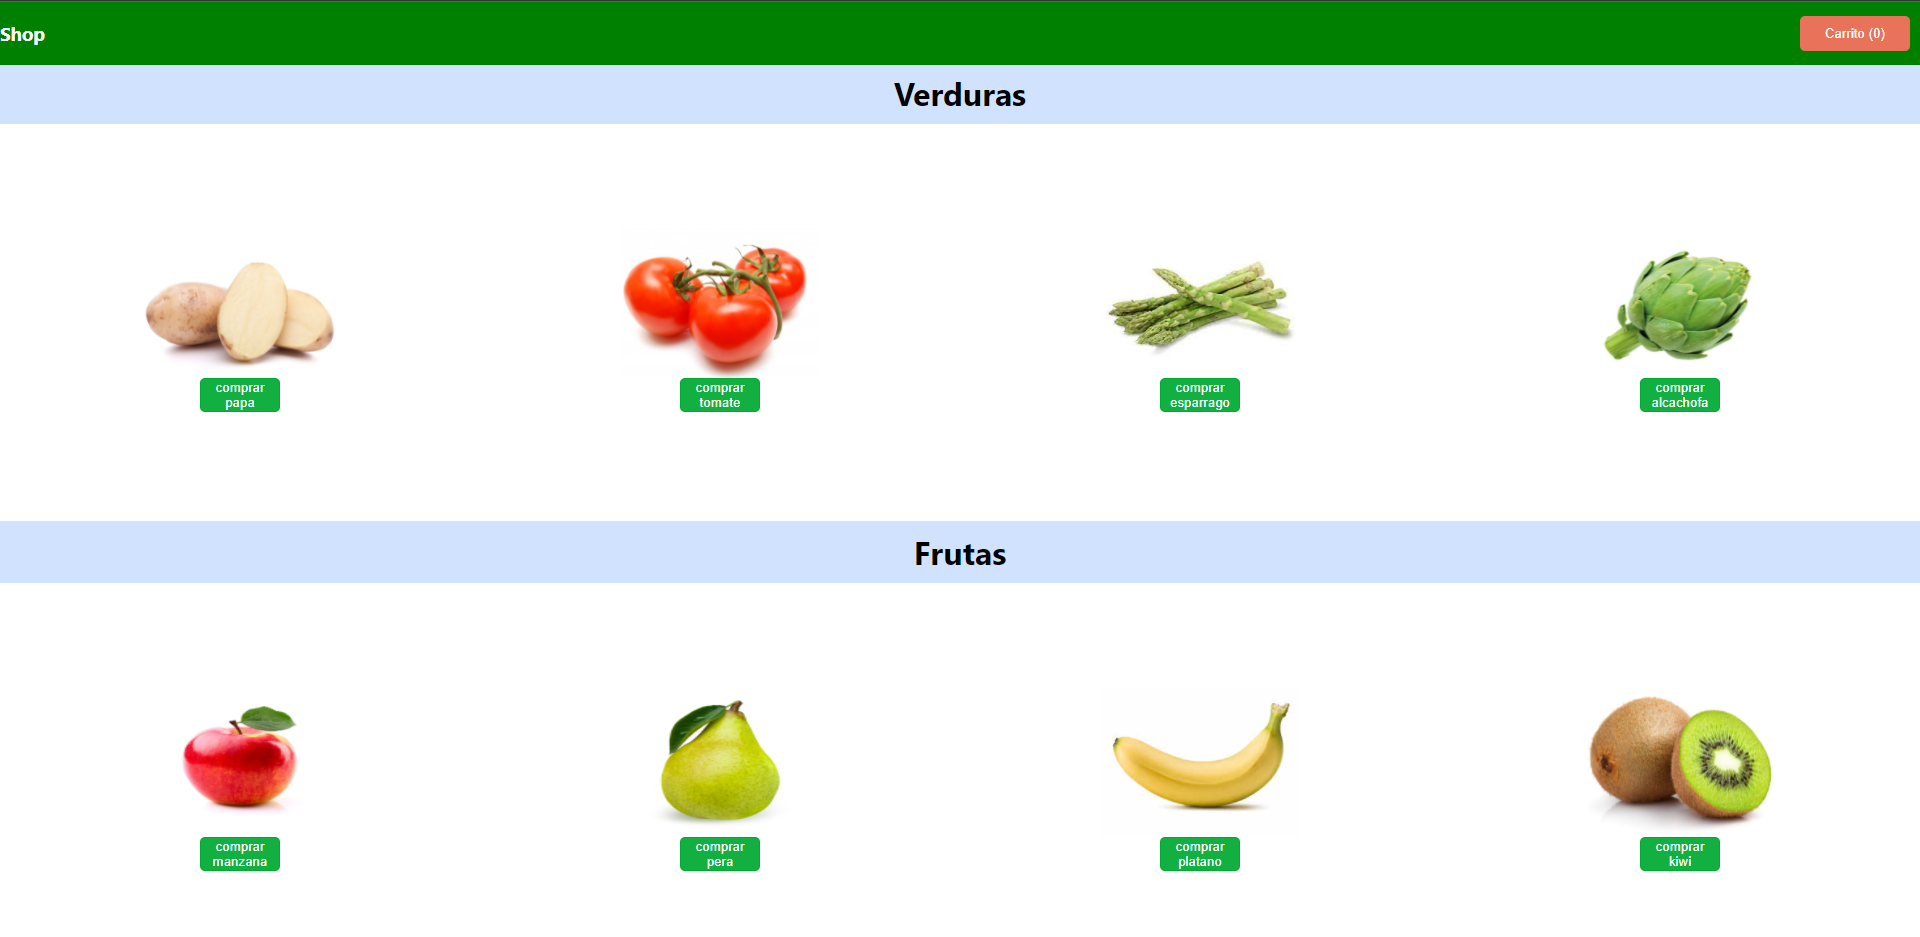 Shop
Carrito (0)
Verduras
comprar
papa
comprar
tomate
comprar
esparrago
comprar
alcachofa
Frutas
comprar
manzana
comprar
pera
comprar
platano
comprar
kiwi